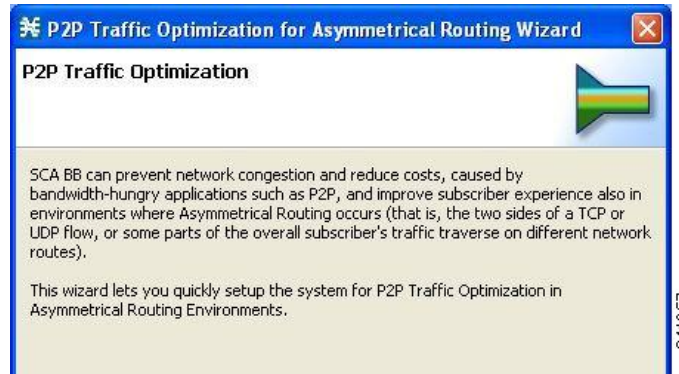 P2P Traffic Optimization for Asymmetrical Routing Wizard
P2P Traffic Optimization
SCA BB can prevent network congestion and reduce costs, caused by
bandwidth-hungry applications such as P2P, and improve subscriber experience also in
environments where Asymmetrical Routing occurs (that is, the two sides of a TCP or
UDP flow, or some parts of the overall subscriber's traffic traverse on different network
routes).
This wizard lets you quickly setup the system for P2P Traffic Optimization in
Asymmetrical Routing Environments.